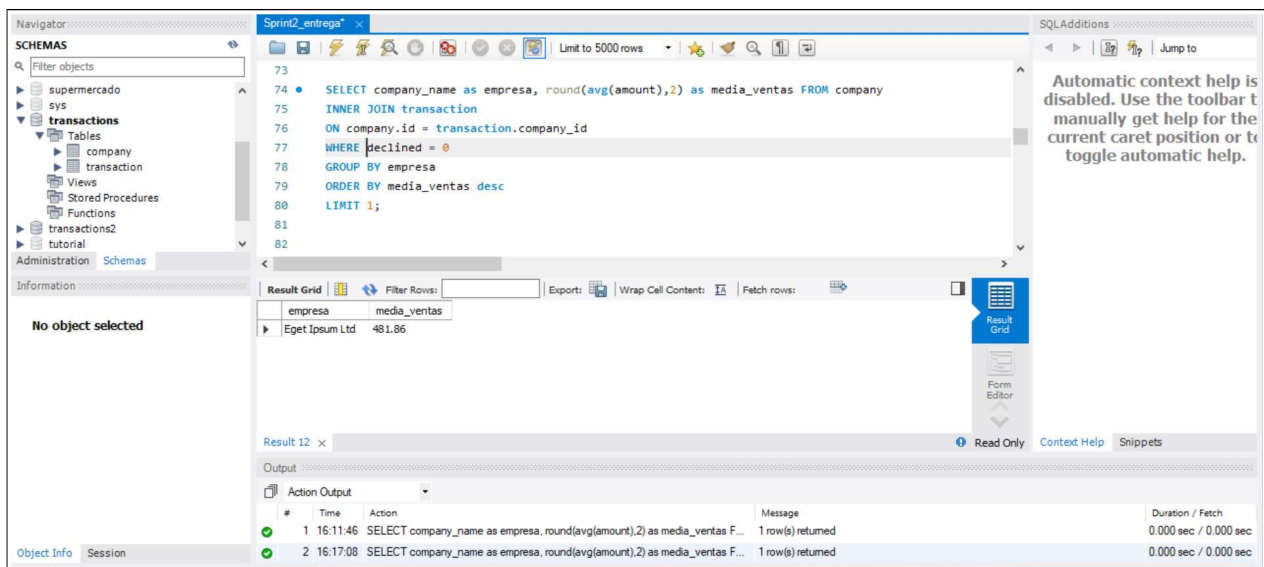 Navigator
SCHEMAS
Filter objects
supermercado
sys
transactions
Tables
company
transaction
Views
Stored Procedures
Functions
transactions2
tutorial
Administration Schemas
Information
No object selected
Object Info Session
Sprint2_entrega*
Limit to 5000 rows
73
74 SELECT company_name as empresa, round(avg(amount),2) as media_ventas FROM company
75 INNER JOIN transaction
76 ON company.id = transaction.company_id
77 WHERE declined = 0
78 GROUP BY empresa
79 ORDER BY media_ventas desc
80 LIMIT 1;
81
82
Result Grid Filter Rows: Export: Wrap Cell Content: IA Fetch rows:
empresa media_ventas
Eget Ipsum Ltd 481.86
Result Grid
Form Editor
Result 12 Read Only
Output
Action Output
# Time Action Message Duration / Fetch
1 16:11:46 SELECT company_name as empresa, round(avg(amount),2) as media_ventas F... 1 row(s) returned 0.000 sec / 0.000 sec
2 16:17:08 SELECT company_name as empresa, round(avg(amount),2) as media_ventas F... 1 row(s) returned 0.000 sec / 0.000 sec
SQLAdditions
Jump to
Automatic context help is
disabled. Use the toolbar t
manually get help for the
current caret position or to
toggle automatic help.
Context Help Snippets